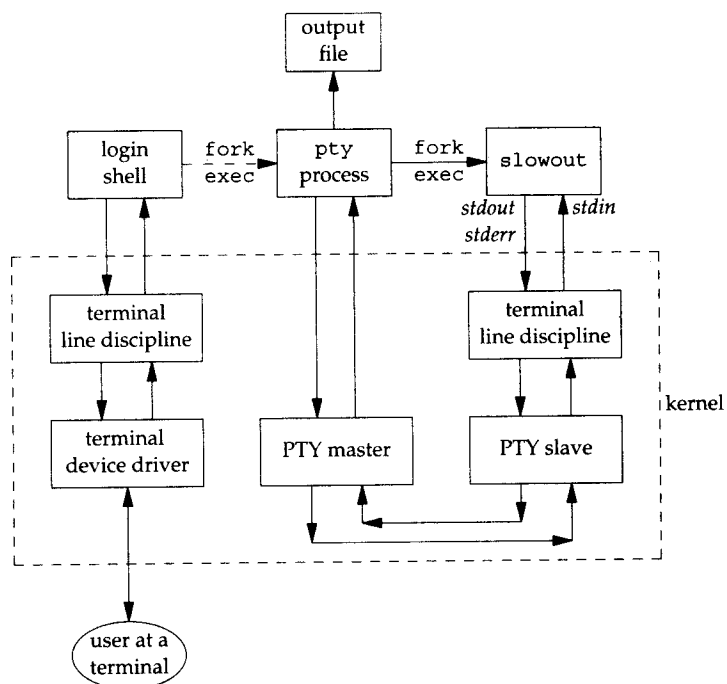 output
file
login
shell
fork
exec
pty
process
fork
exec
slowout
stdout
stderr
stdin
terminal
line discipline
terminal
line discipline
kernel
terminal
device driver
PTY master
PTY slave
user at a
terminal